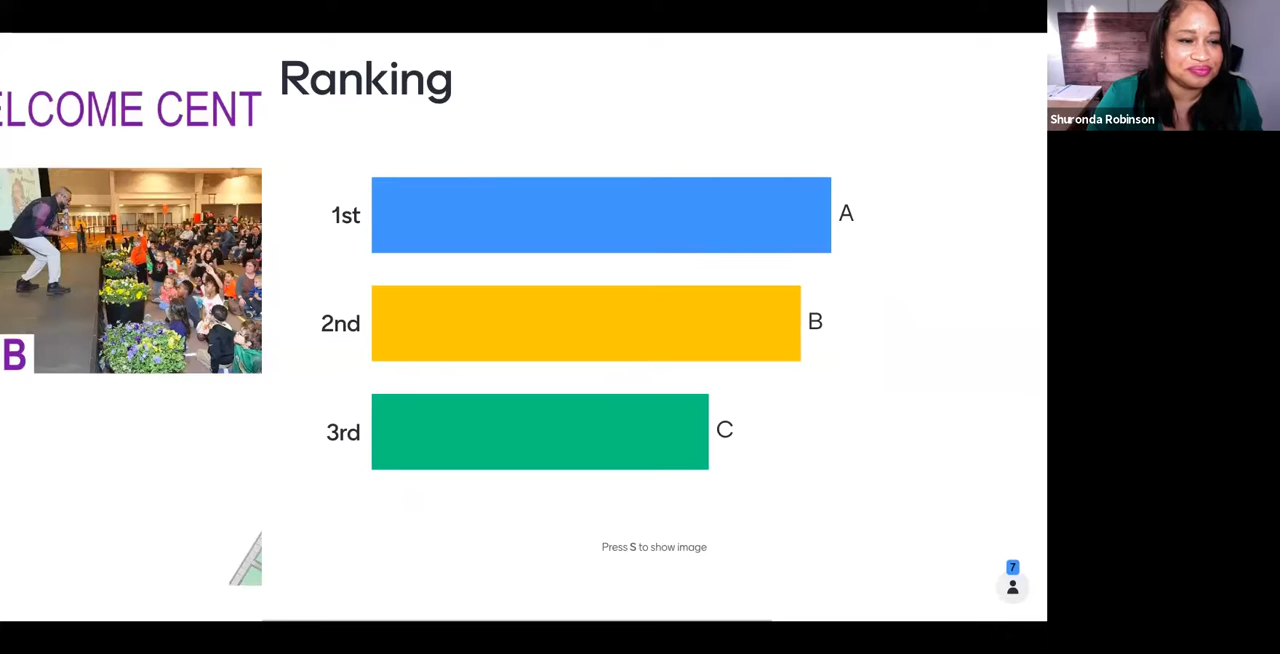 ELCOME CENT
B
Ranking
1st
A
2nd
B
3rd
C
Press S to show image
7
Shuronda Robinson